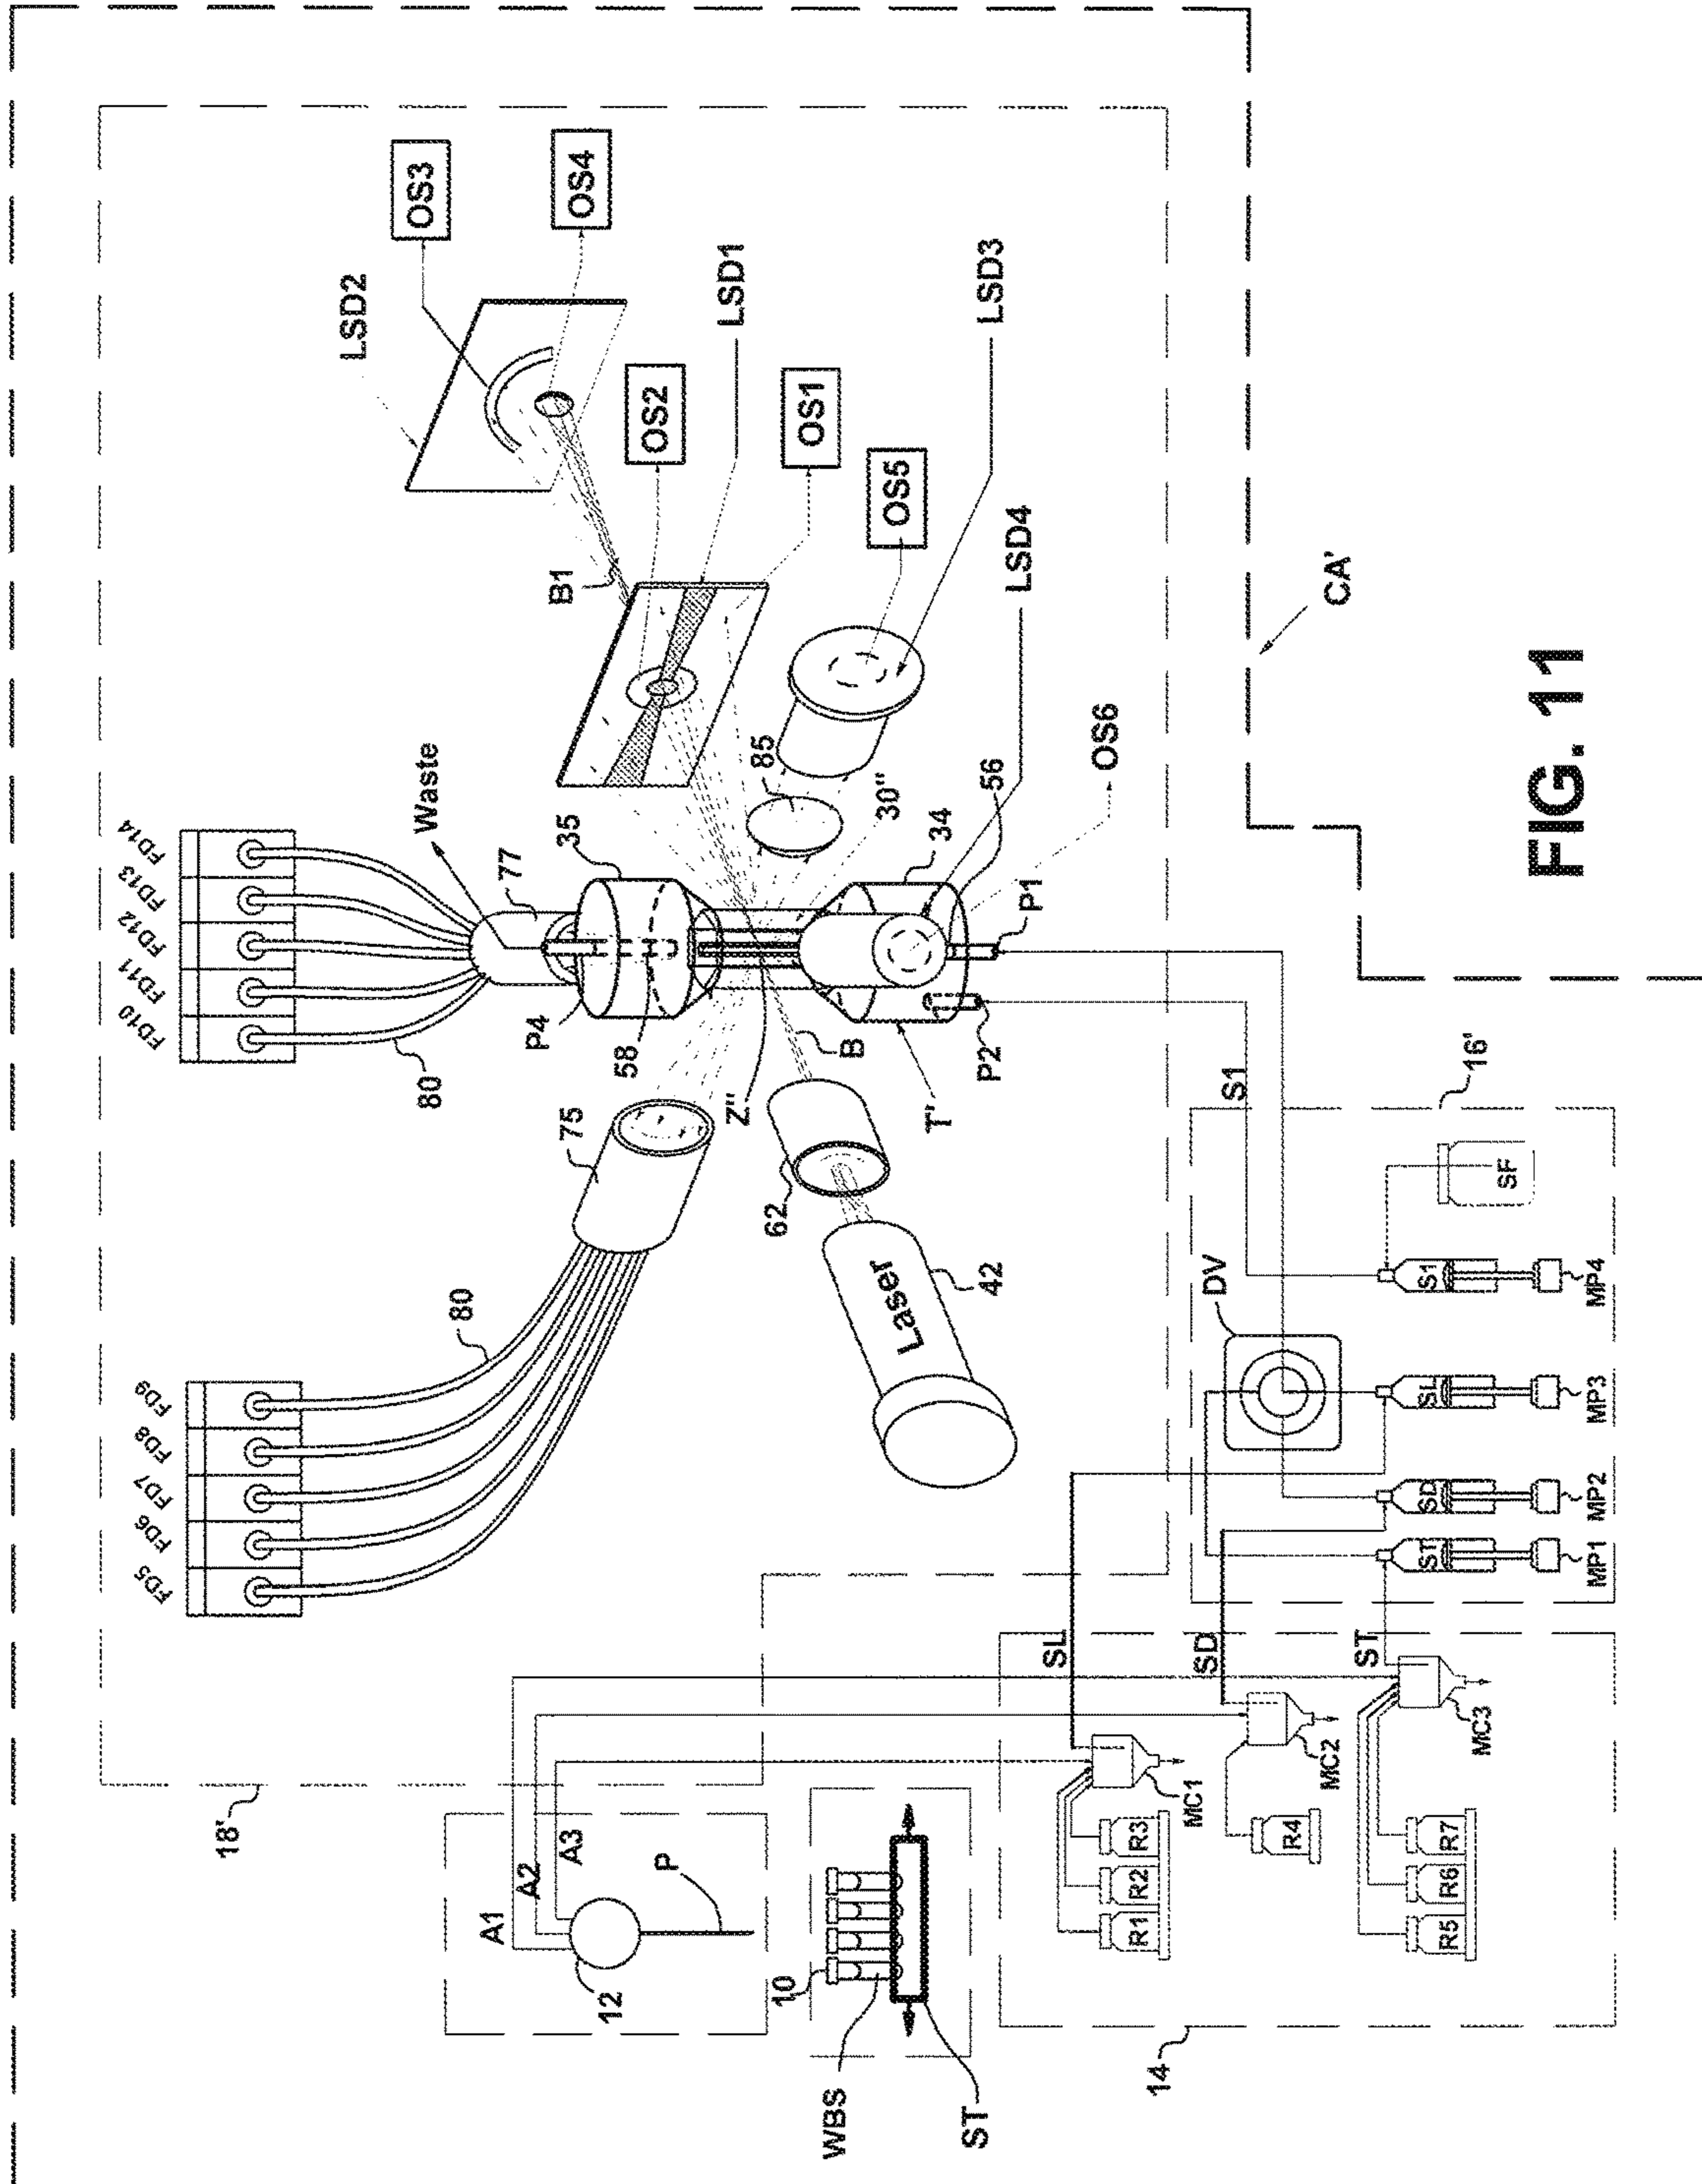 FD5
FD6
FD7
FD8
FD9
80
75
FD10
FD11
FD12
FD13
FD14
80
Waste
77
P4
35
58
Z"
62
Laser
42
B
T'
P2
P1
34
56
30"
85
OS6
LSD4
LSD3
OS5
OS1
LSD1
OS2
B1
LSD2
OS3
OS4
18'
A1
A2
A3
12
P
10
WBS
ST
14
R1
R2
R3
MC1
R4
MC2
R5
R6
R7
MC3
SL
SD
ST
S1
16'
DV
SF
ST
SD
SL
S1
MP1
MP2
MP3
MP4
CA'
FIG. 11